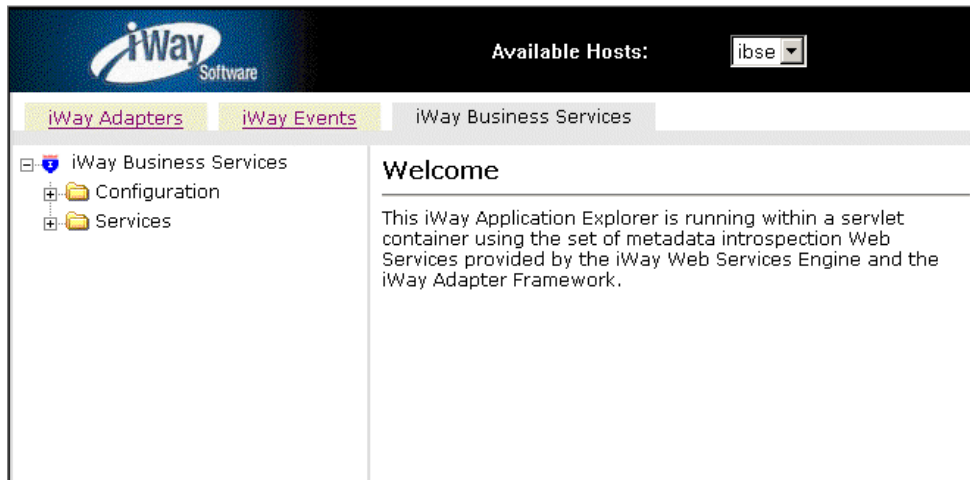 iWay
Software
Available Hosts:
ibse
iWay Adapters
iWay Events
iWay Business Services
iWay Business Services
Configuration
Services
Welcome
This iWay Application Explorer is running within a servlet
container using the set of metadata introspection Web
Services provided by the iWay Web Services Engine and the
iWay Adapter Framework.